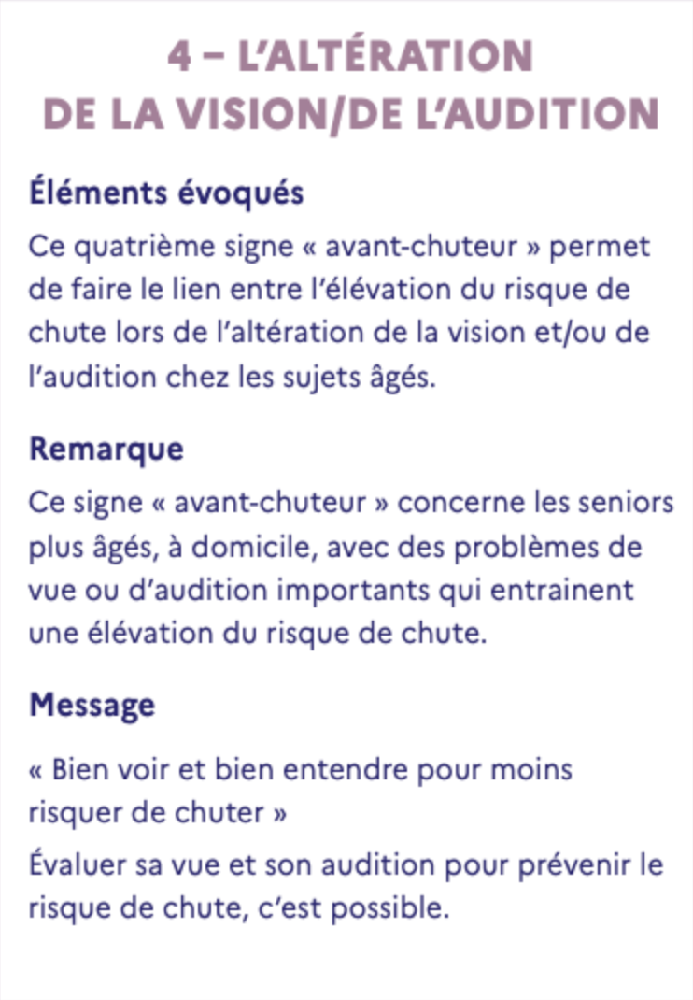 4 – L’ALTÉRATION
DE LA VISION/DE L’AUDITION
Éléments évoqués
Ce quatrième signe « avant-chuteur » permet
de faire le lien entre l’élévation du risque de
chute lors de l’altération de la vision et/ou de
l’audition chez les sujets âgés.
Remarque
Ce signe « avant-chuteur » concerne les seniors
plus âgés, à domicile, avec des problèmes de
vue ou d’audition importants qui entrainent
une élévation du risque de chute.
Message
« Bien voir et bien entendre pour moins
risquer de chuter »
Évaluer sa vue et son audition pour prévenir le
risque de chute, c’est possible.